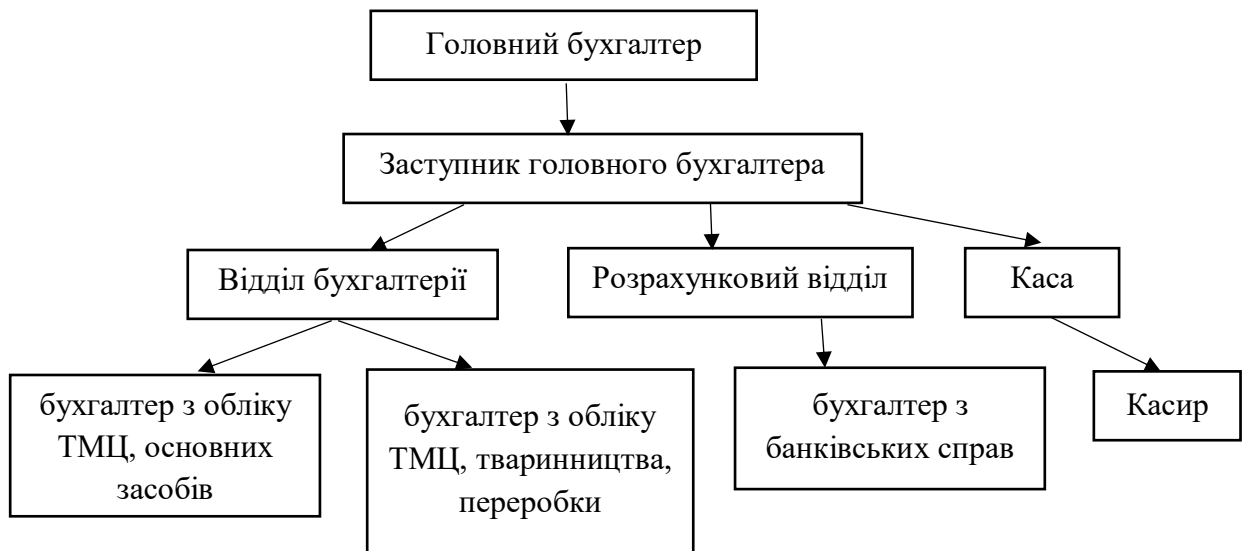 Головний бухгалтер
Заступник головного бухгалтера
Відділ бухгалтерії
Розрахунковий відділ
Каса
бухгалтер з обліку
ТМЦ, основних
засобів
бухгалтер з обліку
ТМЦ, тваринництва,
переробки
бухгалтер з
банківських справ
Касир